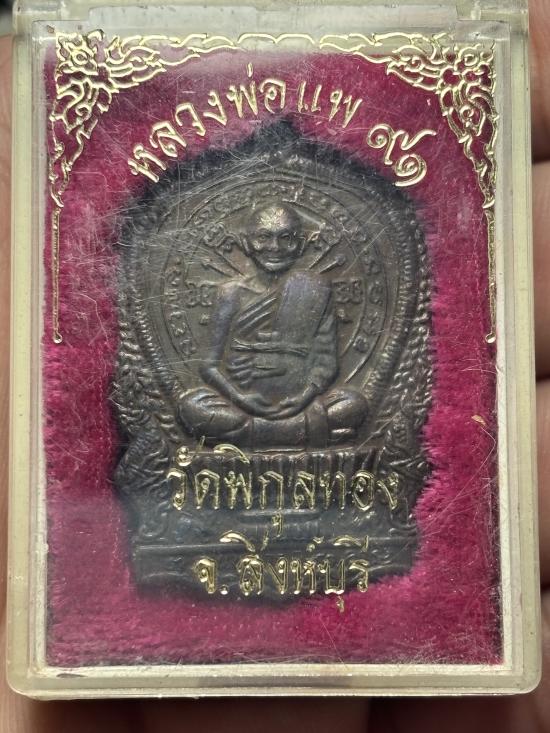 หลวงพ่อแพ ๙๑
วัดพิกุลทอง
จ.สิงห์บุรี